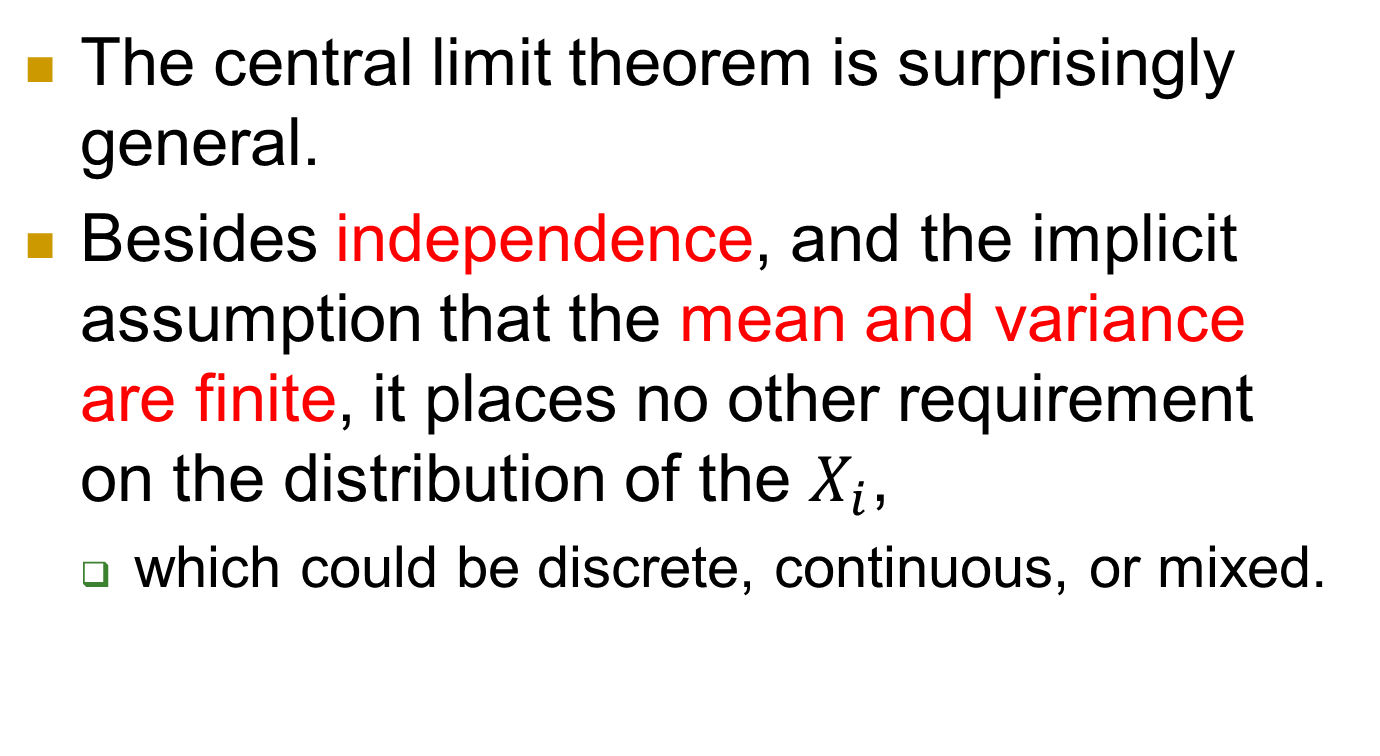 The central limit theorem is surprisingly
general.
Besides independence, and the implicit
assumption that the mean and variance
are finite, it places no other requirement
on the distribution of the Xᵢ,
which could be discrete, continuous, or mixed.